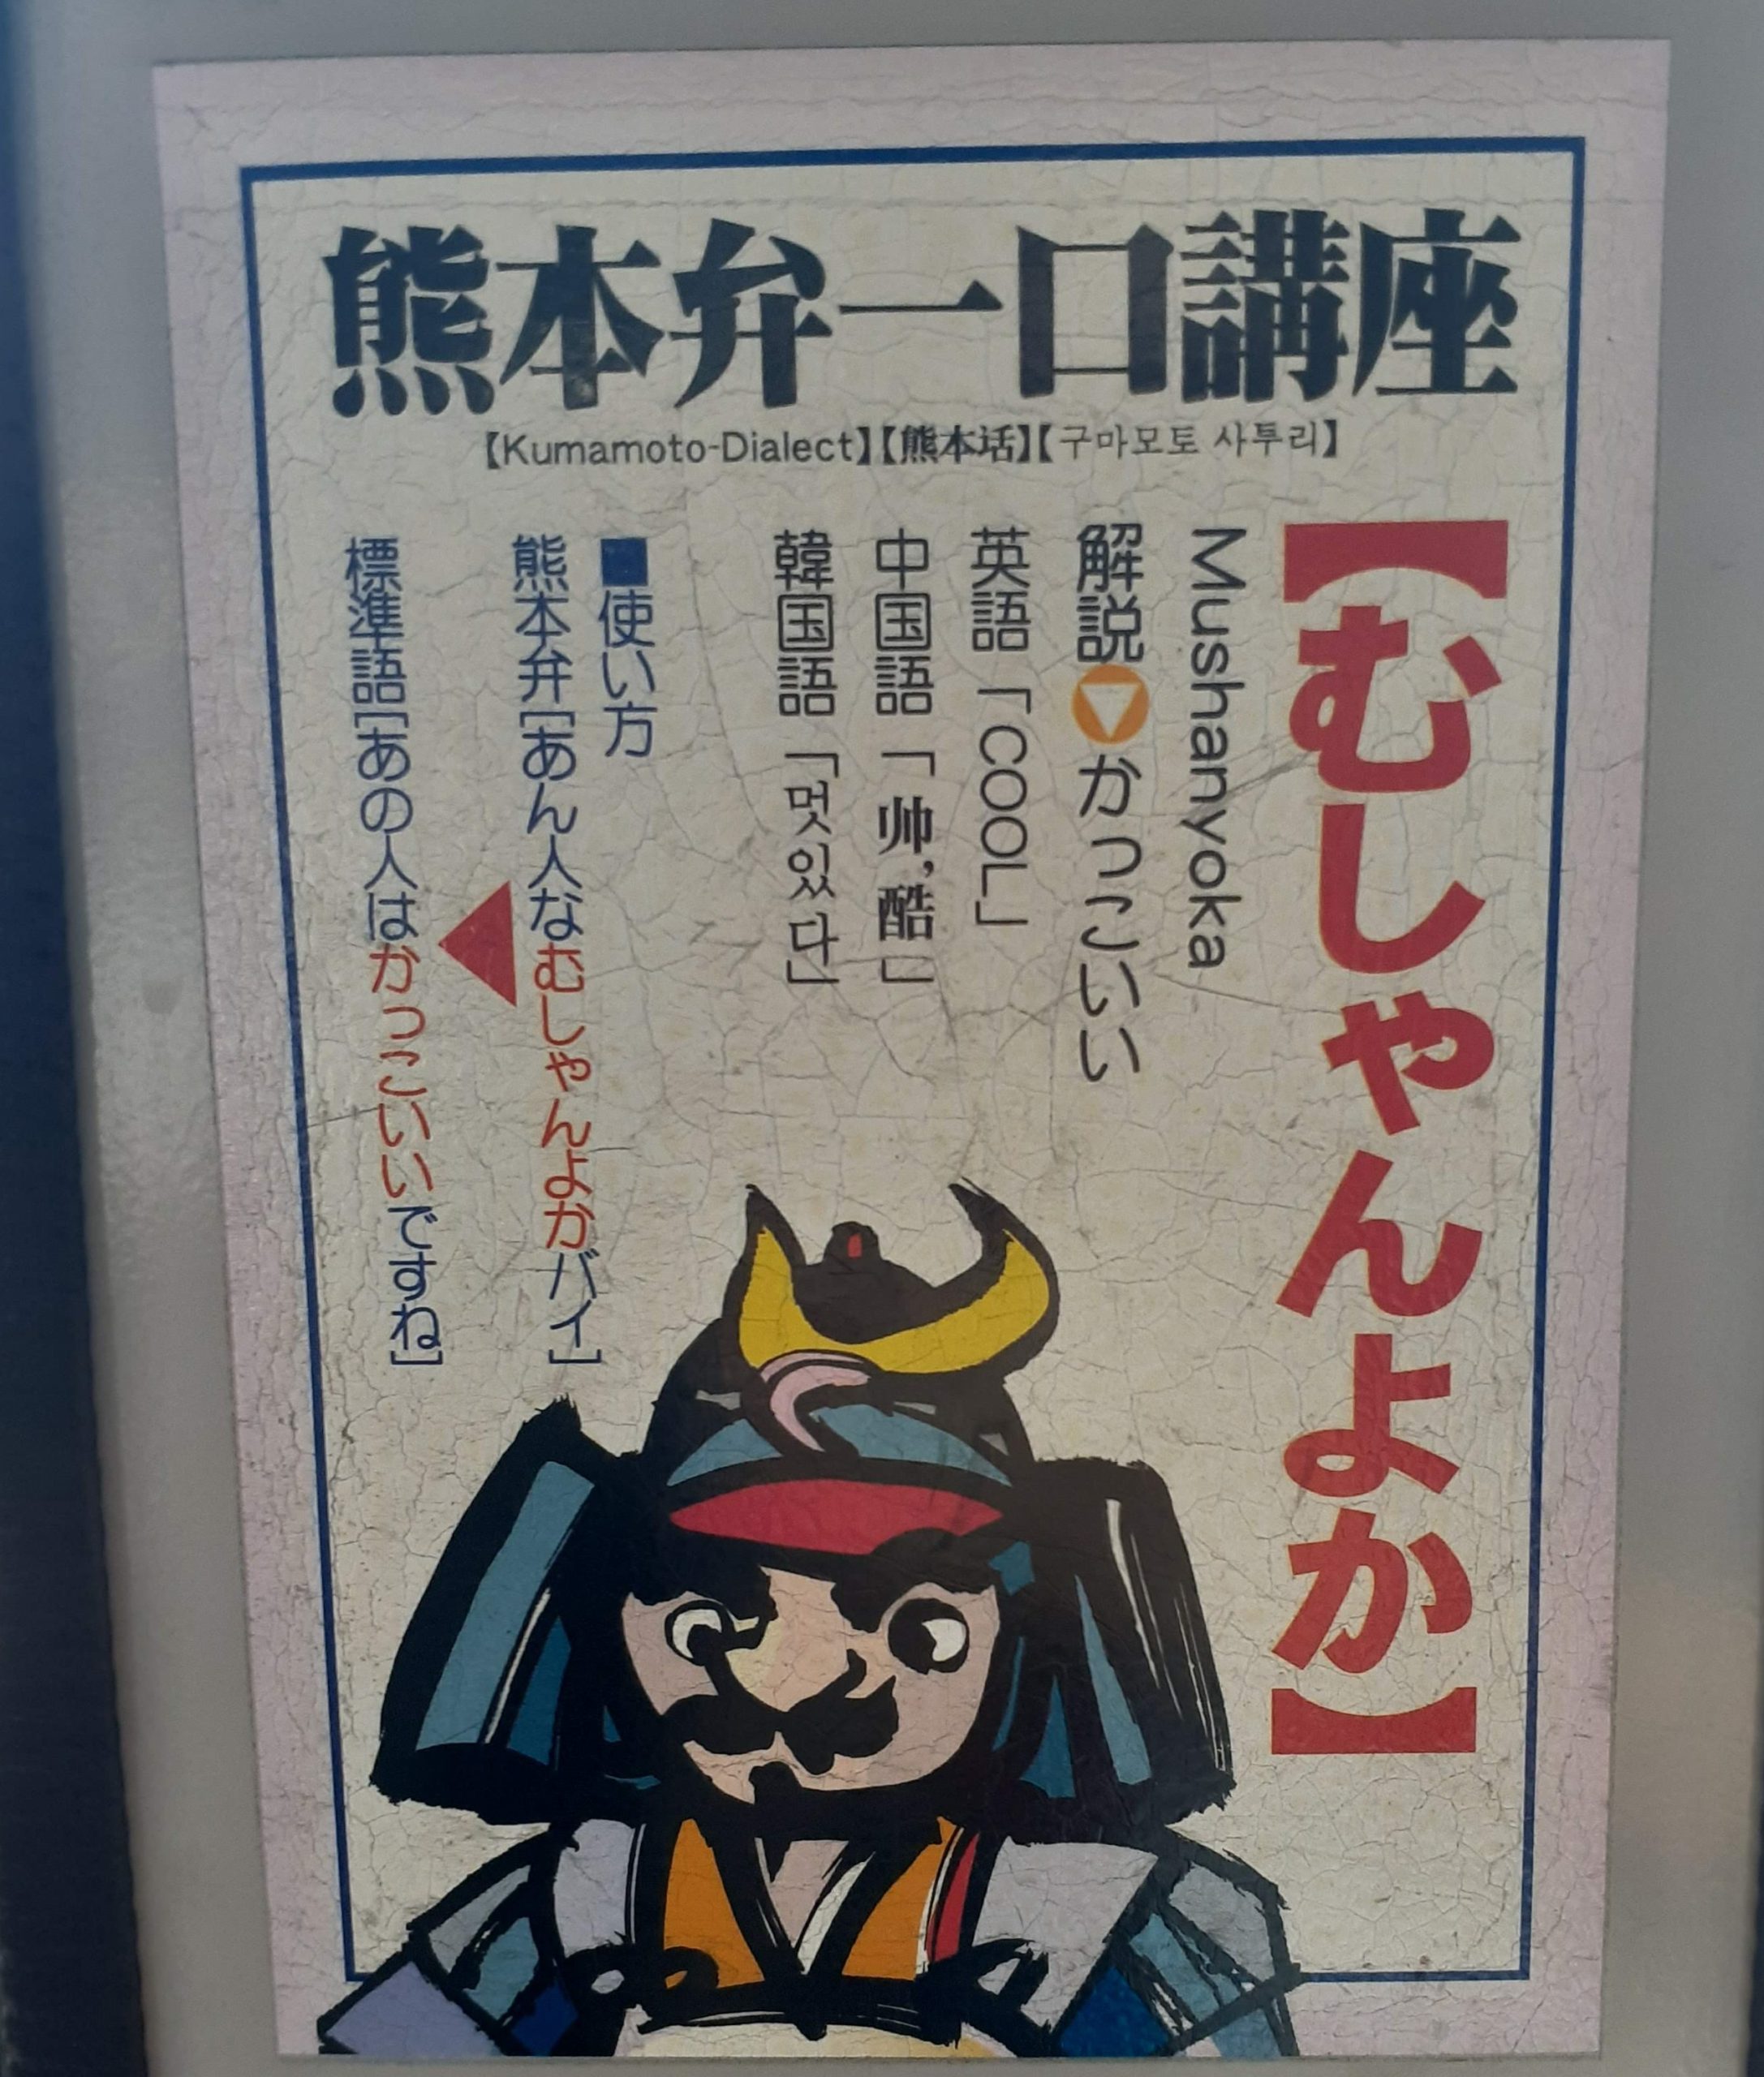 熊本弁一口講座
【Kumamoto-Dialect】【熊本话】【구마모토 사투리】
【むしゃんよか】
Mushanyoka
解説▽かっこいい
英語「COOL」
中国語「帅,酷」
韓国語「멋있다」
■使い方
熊本弁[あん人なむしゃんよかバイ]
標準語[あの人はかっこいいですね]